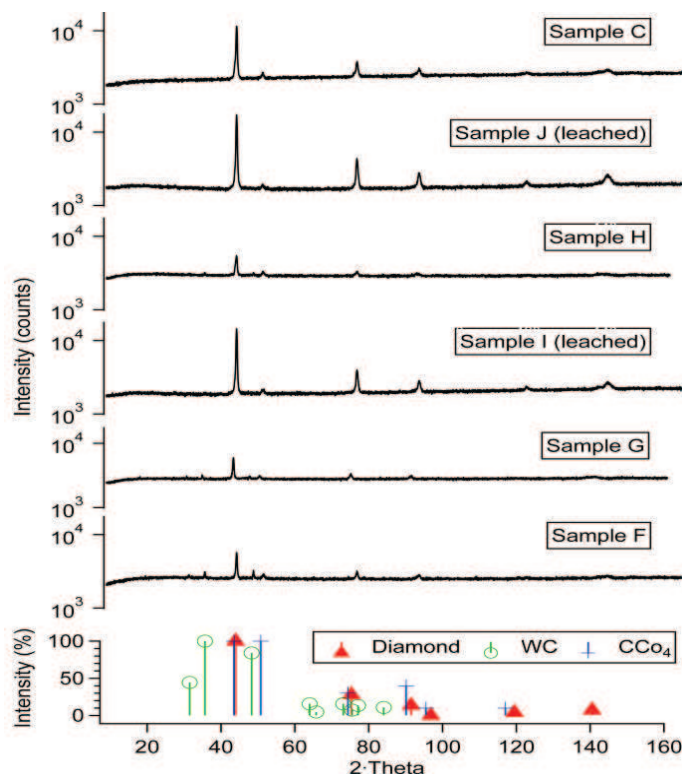 10⁴
Sample C
10³
10⁴
Sample J (leached)
10³
10⁴
Sample H
10³
Intensity (counts)
10⁴
Sample I (leached)
10³
10⁴
Sample G
10³
10⁴
Sample F
10³
Intensity (%)
100
50
0
Diamond WC CCo₄
20 40 60 80 100 120 140 160
2·Theta